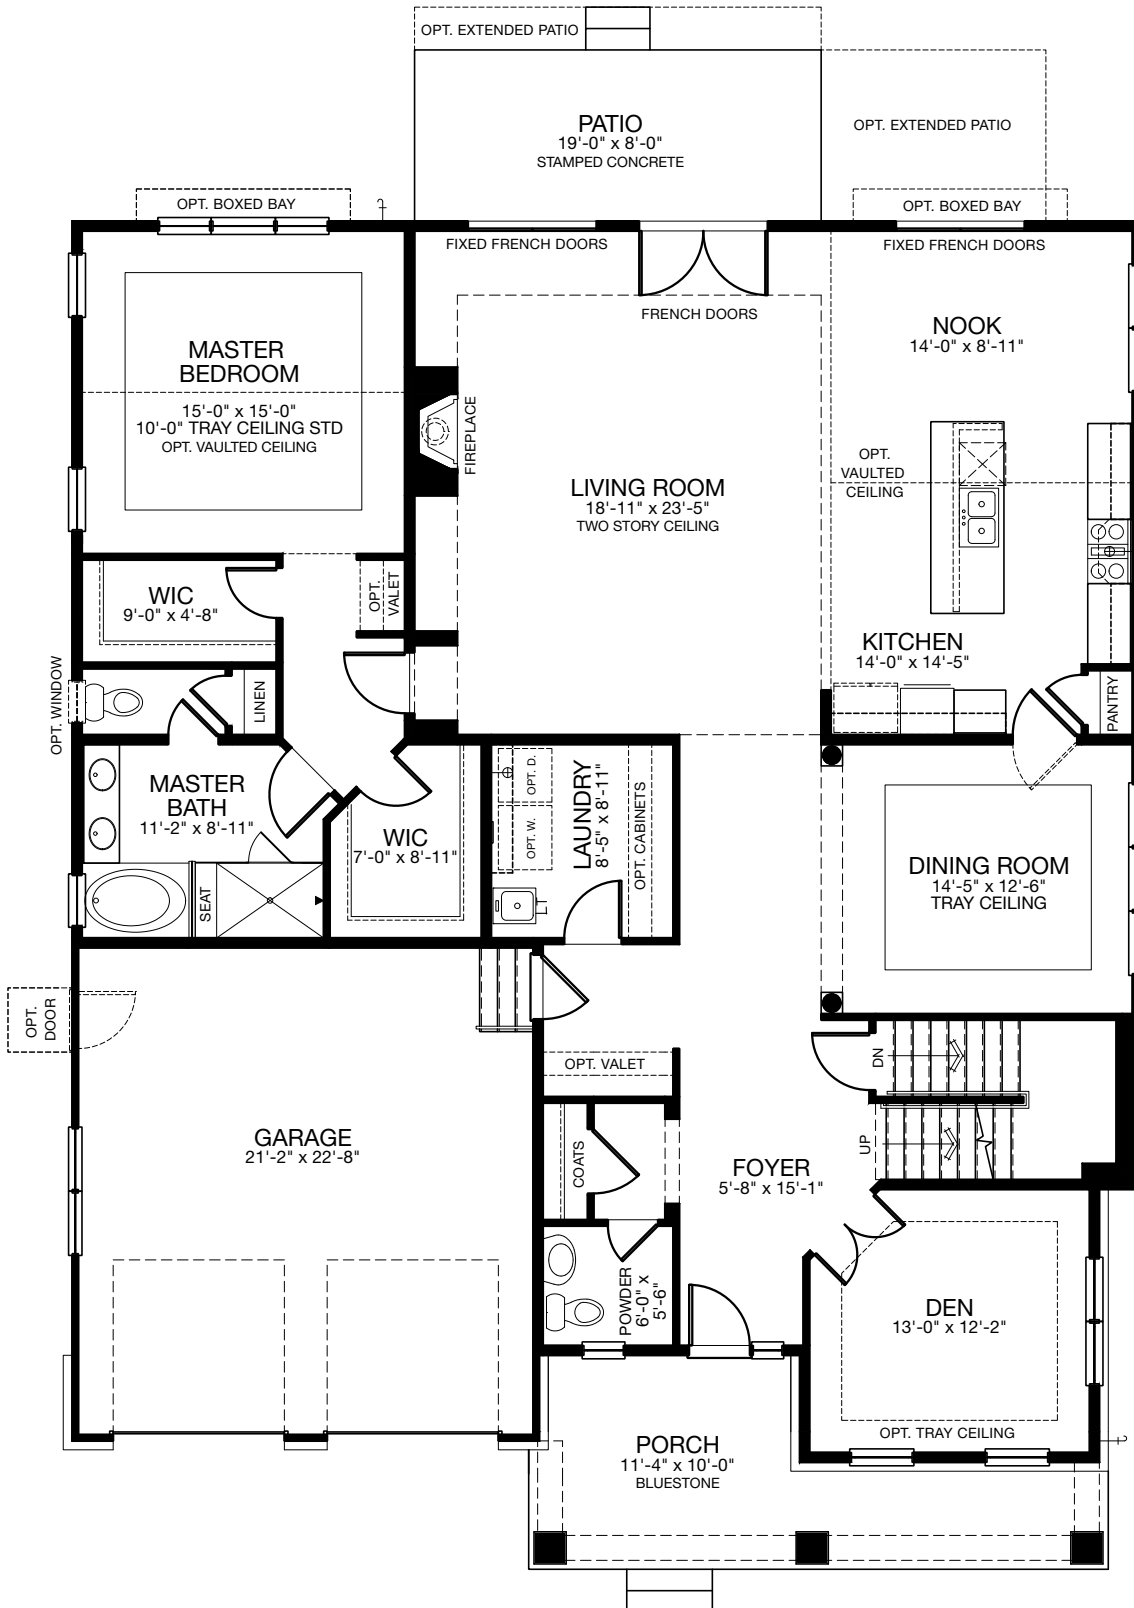 OPT. EXTENDED PATIO
PATIO
19'-0" x 8'-0"
STAMPED CONCRETE
OPT. EXTENDED PATIO
OPT. BOXED BAY
OPT. BOXED BAY
FIXED FRENCH DOORS
FIXED FRENCH DOORS
FRENCH DOORS
NOOK
14'-0" x 8'-11"
MASTER
BEDROOM
15'-0" x 15'-0"
10'-0" TRAY CEILING STD
OPT. VAULTED CEILING
FIREPLACE
LIVING ROOM
18'-11" x 23'-5"
TWO STORY CEILING
OPT.
VAULTED
CEILING
WIC
9'-0" x 4'-8"
OPT.
VALET
KITCHEN
14'-0" x 14'-5"
OPT. WINDOW
LINEN
PANTRY
MASTER
BATH
11'-2" x 8'-11"
WIC
7'-0" x 8'-11"
OPT. D.
OPT. W.
LAUNDRY
8'-5" x 8'-11"
OPT. CABINETS
SEAT
DINING ROOM
14'-5" x 12'-6"
TRAY CEILING
OPT.
DOOR
OPT. VALET
DN
UP
GARAGE
21'-2" x 22'-8"
COATS
FOYER
5'-8" x 15'-1"
POWDER
6'-0" x
5'-6"
DEN
13'-0" x 12'-2"
OPT. TRAY CEILING
PORCH
11'-4" x 10'-0"
BLUESTONE